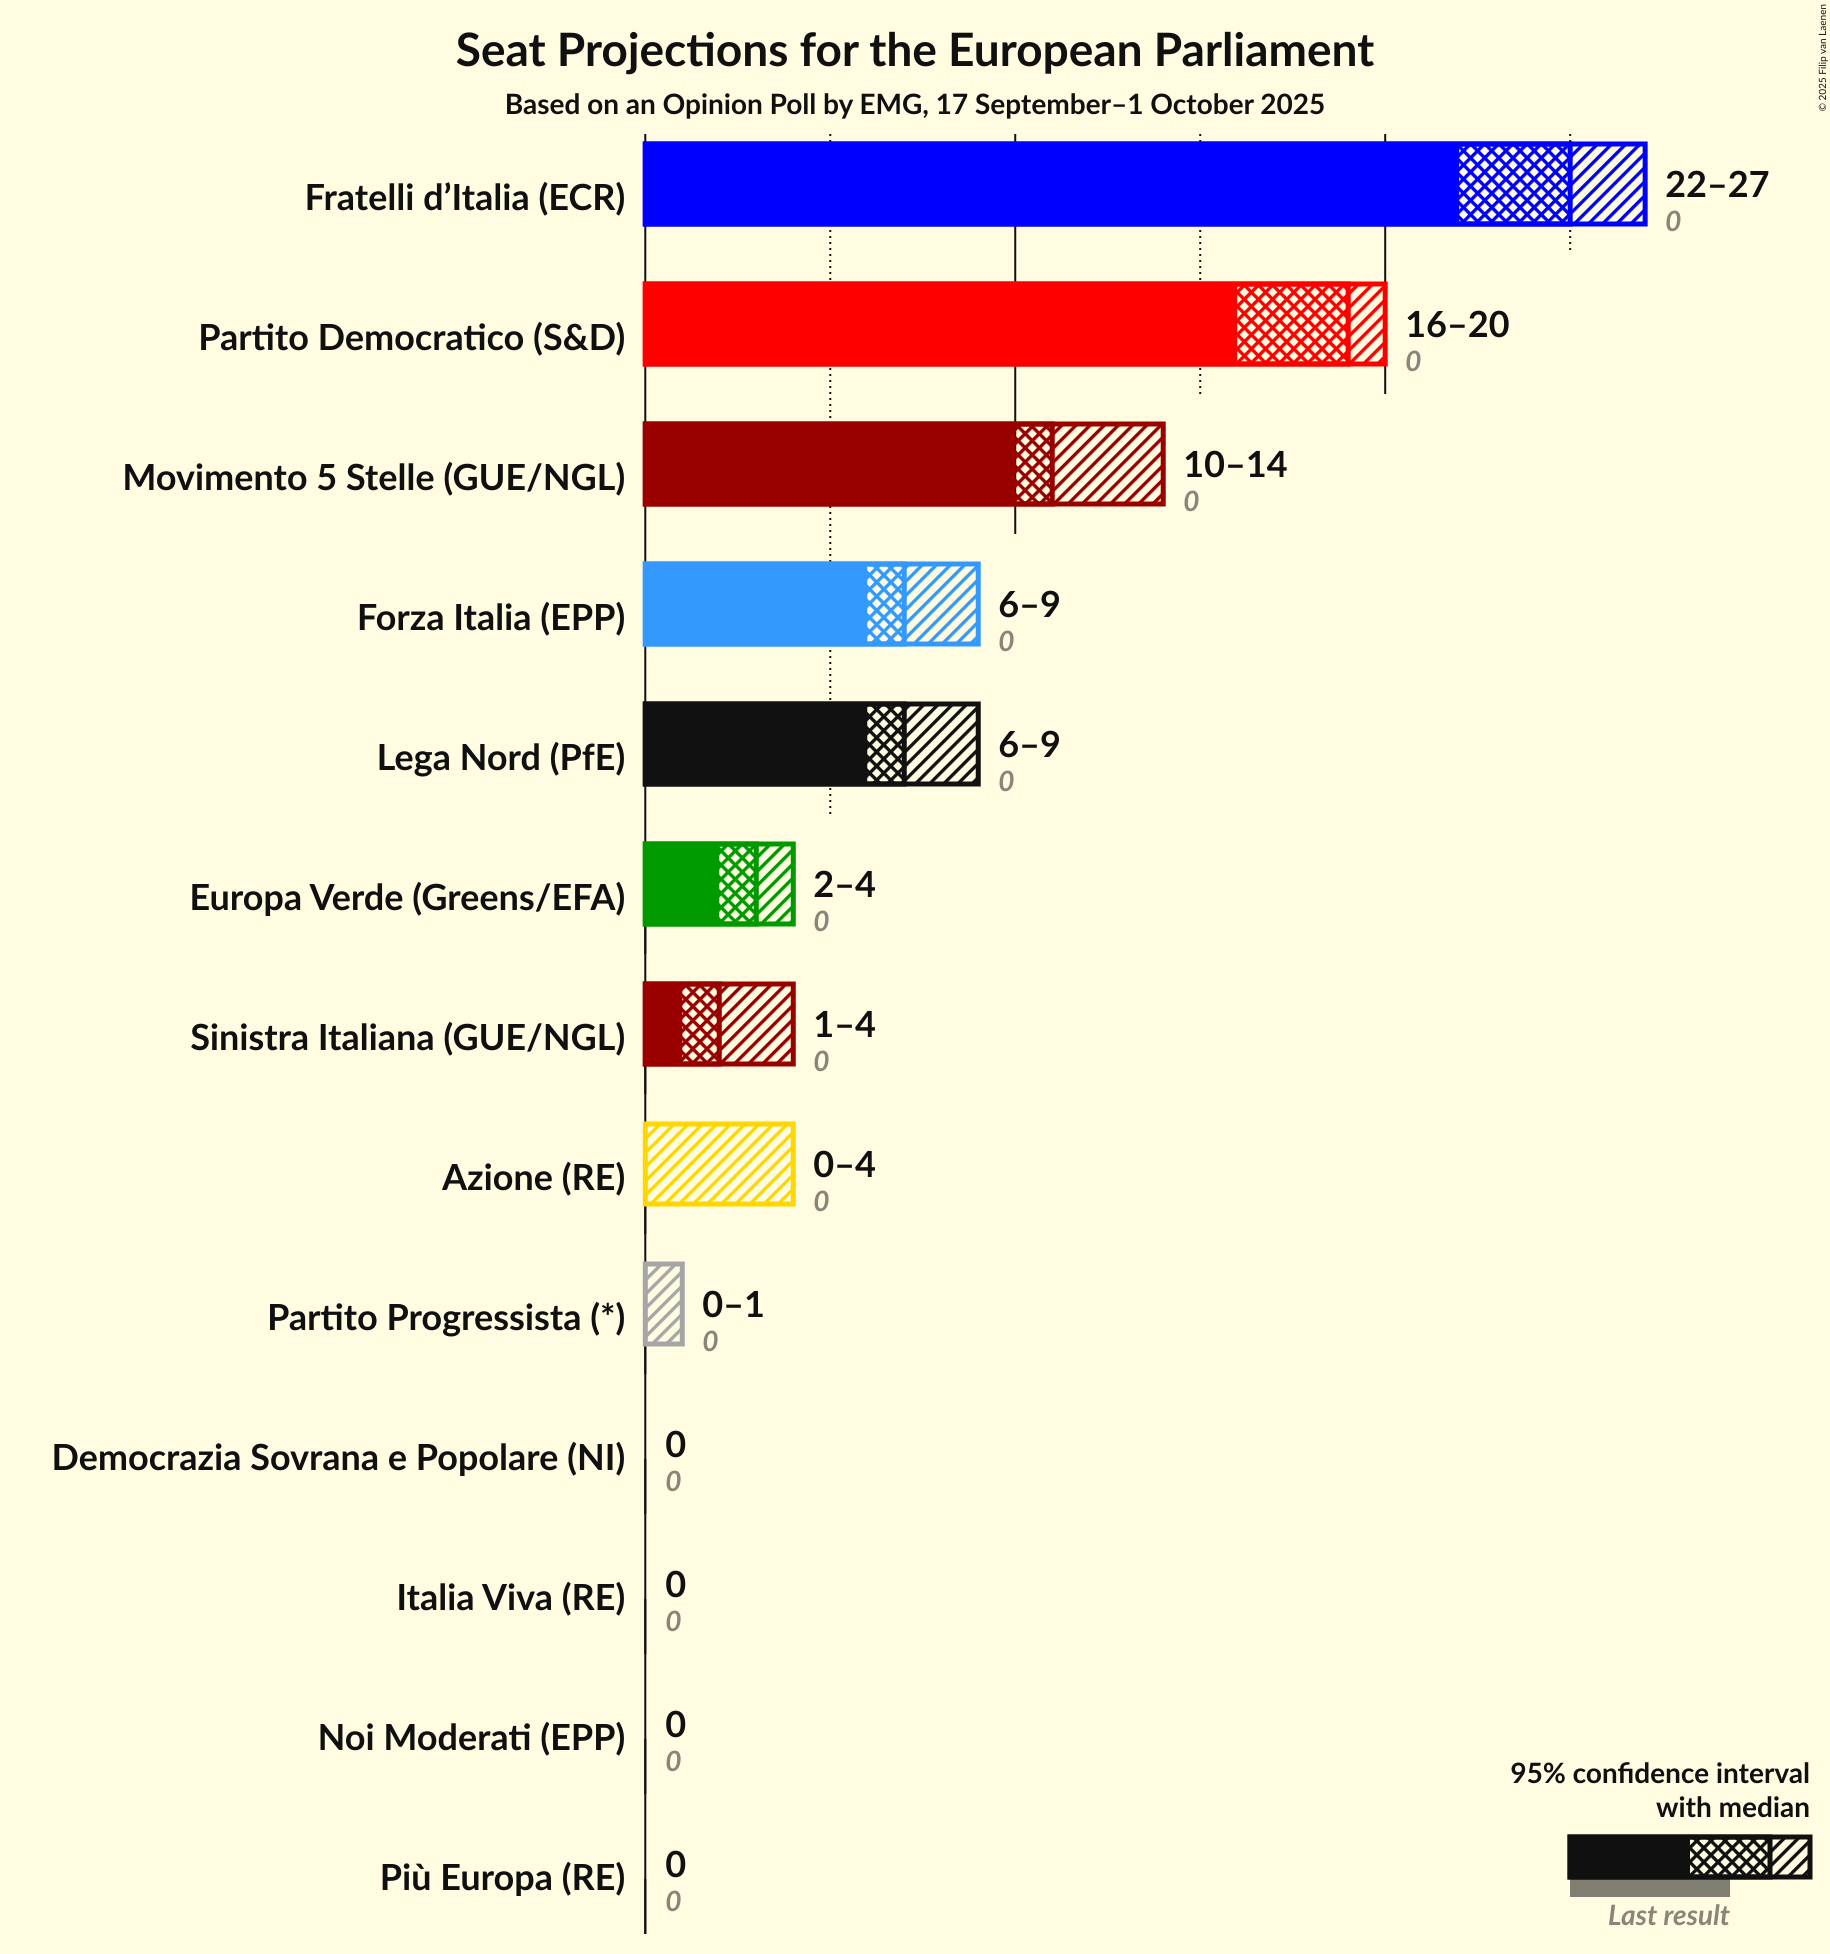 Seat Projections for the European Parliament
Based on an Opinion Poll by EMG, 17 September–1 October 2025
© 2025 Filip van Laenen
Fratelli d’Italia (ECR)
22–27
0
Partito Democratico (S&D)
16–20
0
Movimento 5 Stelle (GUE/NGL)
10–14
0
Forza Italia (EPP)
6–9
0
Lega Nord (PfE)
6–9
0
Europa Verde (Greens/EFA)
2–4
0
Sinistra Italiana (GUE/NGL)
1–4
0
Azione (RE)
0–4
0
Partito Progressista (*)
0–1
0
Democrazia Sovrana e Popolare (NI)
0
0
Italia Viva (RE)
0
0
Noi Moderati (EPP)
0
0
Più Europa (RE)
0
0
95% confidence interval
with median
Last result